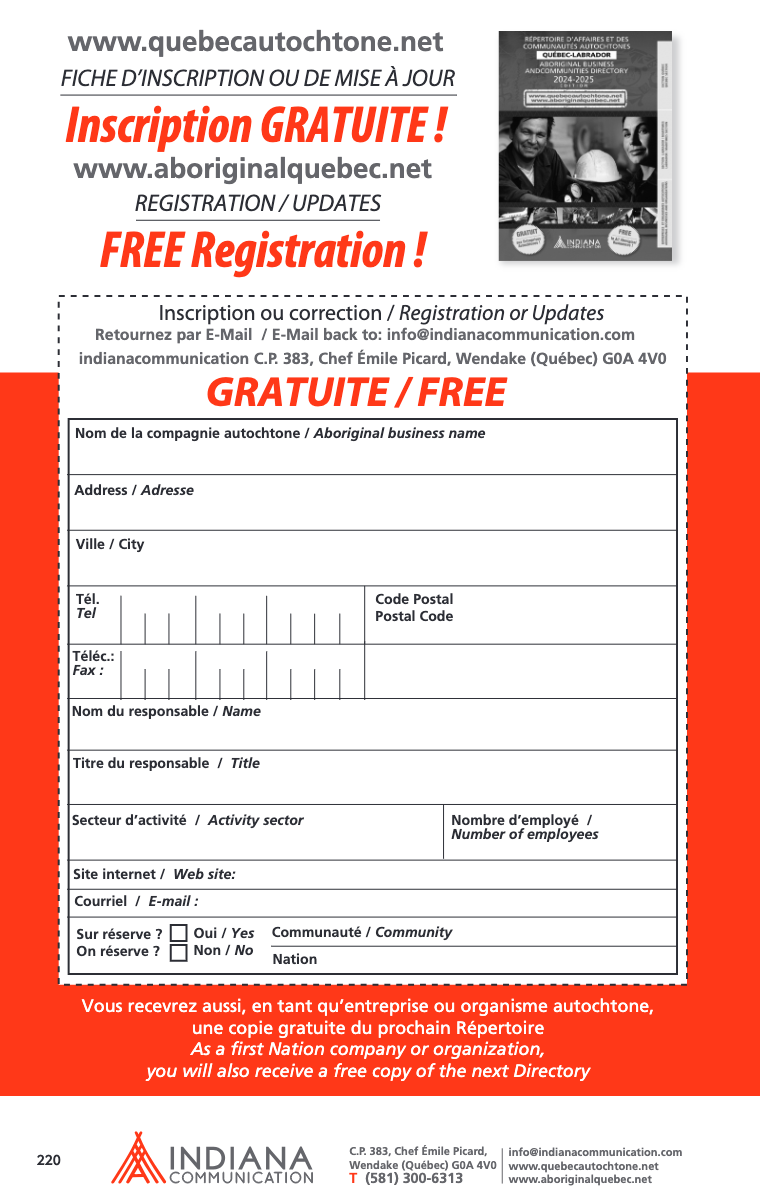 www.quebecautochtone.net
FICHE D'INSCRIPTION OU DE MISE À JOUR
Inscription GRATUITE !
www.aboriginalquebec.net
REGISTRATION / UPDATES
FREE Registration !
RÉPERTOIRE D'AFFAIRES ET DES
COMMUNAUTÉS AUTOCHTONES
QUÉBEC-LABRADOR
ABORIGINAL BUSINESS
ANDCOMMUNITIES DIRECTORY
2024-2025
EDITION
www.quebecautochtone.net
www.aboriginalquebec.net
GRATUIT
FREE
INDIANA
Inscription ou correction / Registration or Updates
Retournez par E-Mail / E-Mail back to: info@indianacommunication.com
indianacommunication C.P. 383, Chef Émile Picard, Wendake (Québec) G0A 4V0
GRATUITE / FREE
Nom de la compagnie autochtone / Aboriginal business name
Address / Adresse
Ville / City
Tél.
Tel
Code Postal
Postal Code
Téléc.:
Fax :
Nom du responsable / Name
Titre du responsable / Title
Secteur d'activité / Activity sector
Nombre d'employé /
Number of employees
Site internet / Web site:
Courriel / E-mail :
Sur réserve ? Oui / Yes
On réserve ? Non / No
Communauté / Community
Nation
Vous recevrez aussi, en tant qu'entreprise ou organisme autochtone,
une copie gratuite du prochain Répertoire
As a first Nation company or organization,
you will also receive a free copy of the next Directory
220
INDIANA
COMMUNICATION
C.P. 383, Chef Émile Picard,
Wendake (Québec) G0A 4V0
T (581) 300-6313
info@indianacommunication.com
www.quebecautochtone.net
www.aboriginalquebec.net